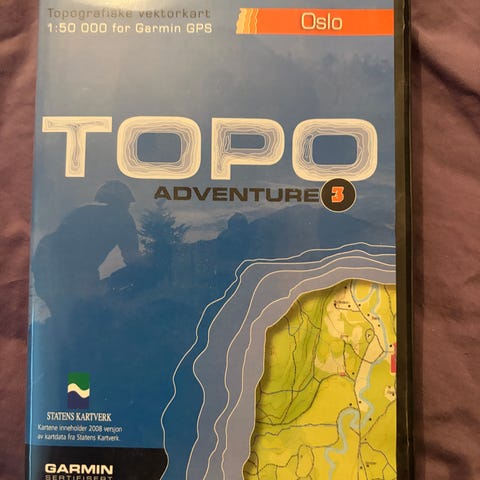 Topografiske vektorkart
1:50 000 for Garmin GPS
Oslo
TOPO
ADVENTURE 3
STATENS KARTVERK
Kartene inneholder 2008 versjon
av kartdata fra Statens Kartverk.
GARMIN
SERTIFISERT